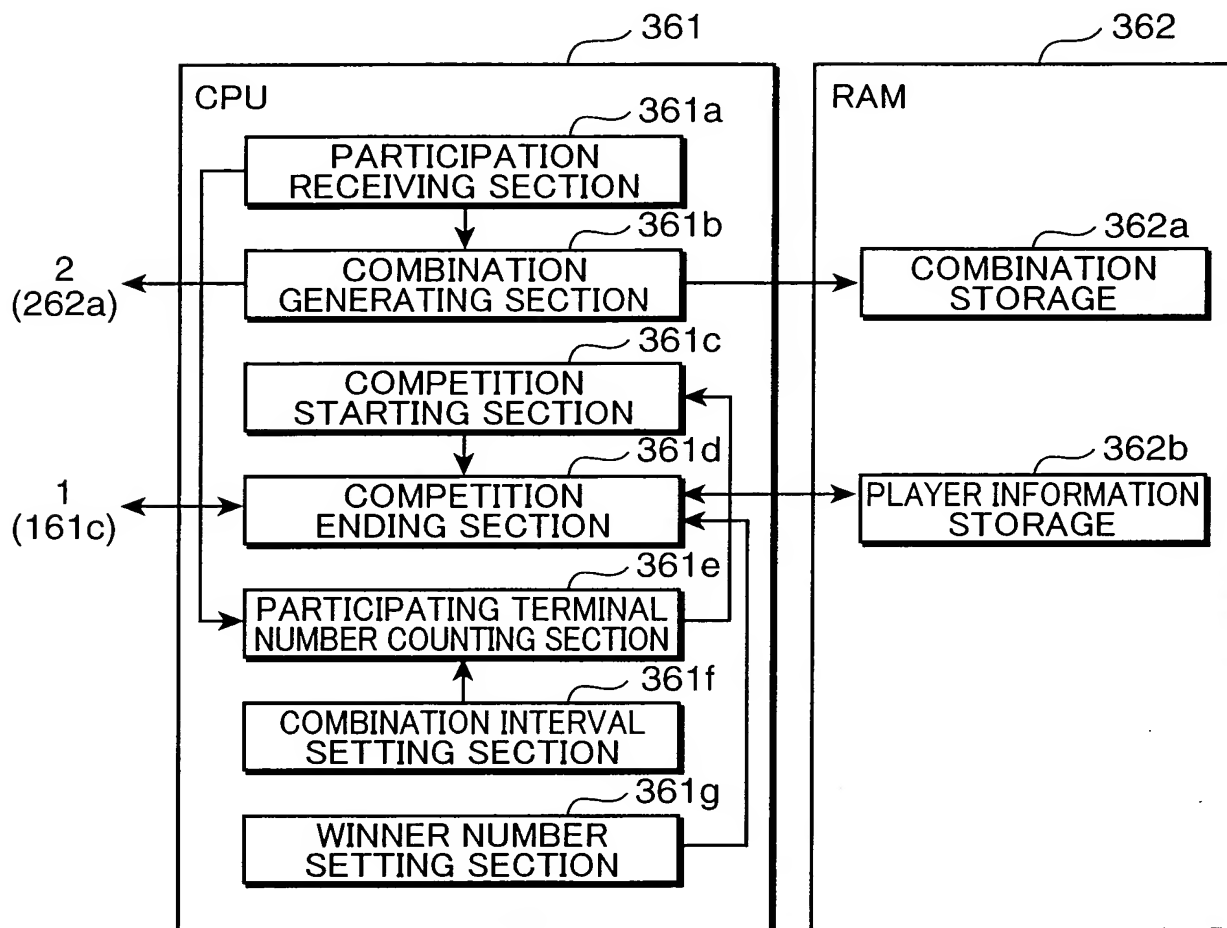 361
362
CPU
RAM
361a
PARTICIPATION
RECEIVING SECTION
361b
362a
2
(262a)
COMBINATION
GENERATING SECTION
COMBINATION
STORAGE
361c
COMPETITION
STARTING SECTION
361d
362b
1
(161c)
COMPETITION
ENDING SECTION
PLAYER INFORMATION
STORAGE
361e
PARTICIPATING TERMINAL
NUMBER COUNTING SECTION
361f
COMBINATION INTERVAL
SETTING SECTION
361g
WINNER NUMBER
SETTING SECTION